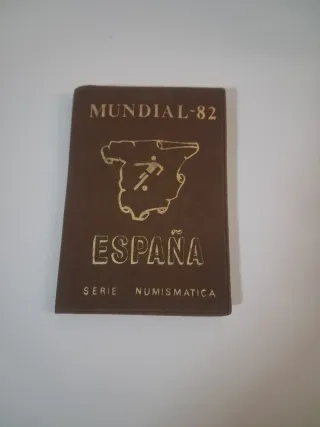 MUNDIAL-82
ESPAÑA
SERIE NUMISMATICA